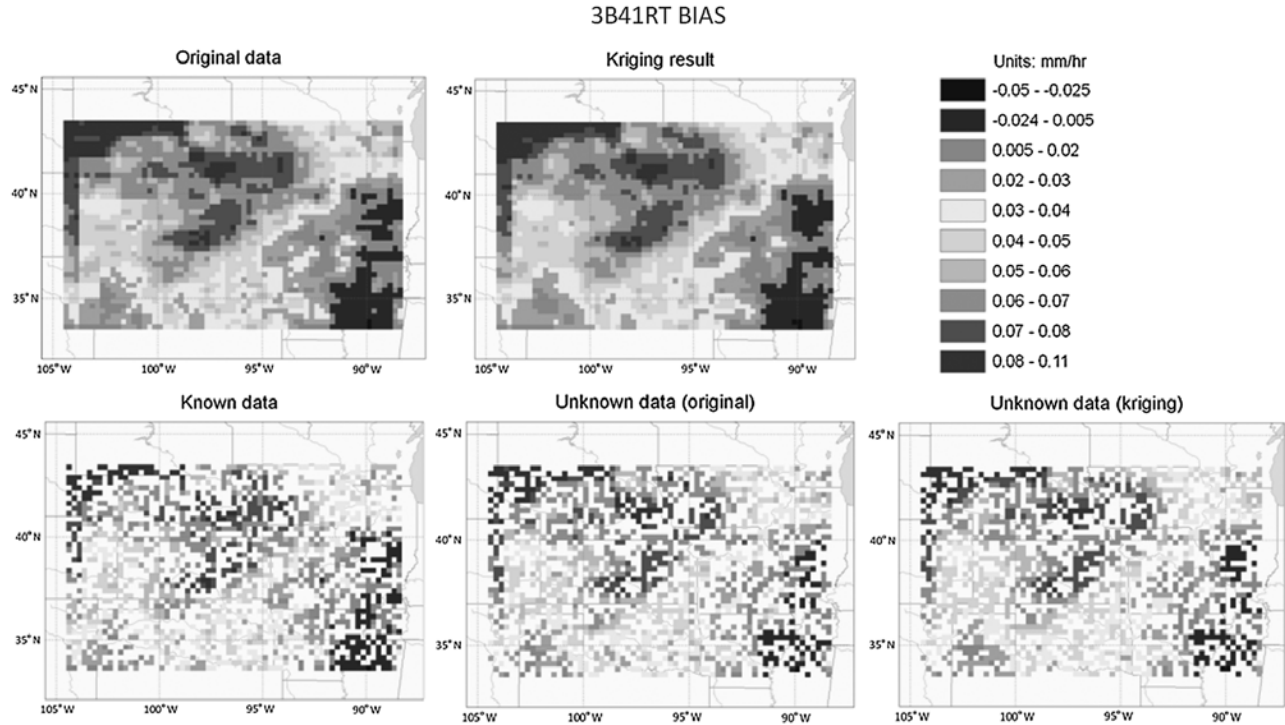 3B41RT BIAS
Original data
Kriging result
Units: mm/hr
-0.05 - -0.025
-0.024 - 0.005
0.005 - 0.02
0.02 - 0.03
0.03 - 0.04
0.04 - 0.05
0.05 - 0.06
0.06 - 0.07
0.07 - 0.08
0.08 - 0.11
45°N
40°N
35°N
105°W 100°W 95°W 90°W
45°N
40°N
35°N
105°W 100°W 95°W 90°W
Known data
Unknown data (original)
Unknown data (kriging)
45°N
40°N
35°N
105°W 100°W 95°W 90°W
45°N
40°N
35°N
105°W 100°W 95°W 90°W
45°N
40°N
35°N
105°W 100°W 95°W 90°W